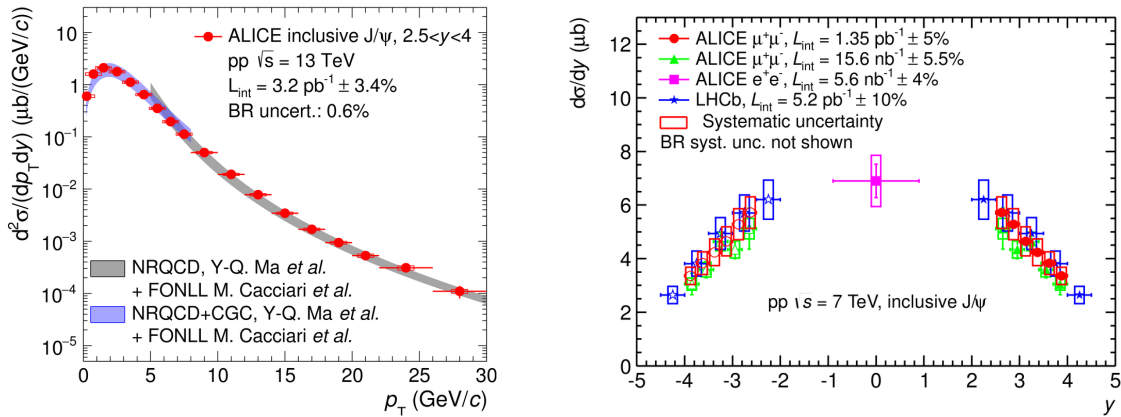 ALICE inclusive J/ψ, 2.5<y<4
pp √s = 13 TeV
L_int = 3.2 pb⁻¹ ± 3.4%
BR uncert.: 0.6%
d²σ/(dp_T dy) (μb/(GeV/c))
10
1
10⁻¹
10⁻²
10⁻³
10⁻⁴
10⁻⁵
NRQCD, Y-Q. Ma et al.
+ FONLL M. Cacciari et al.
NRQCD+CGC, Y-Q. Ma et al.
+ FONLL M. Cacciari et al.
0 5 10 15 20 25 30
p_T (GeV/c)
dσ/dy (μb)
12
10
8
6
4
2
0
ALICE μ⁺μ⁻, L_int = 1.35 pb⁻¹ ± 5%
ALICE μ⁺μ⁻, L_int = 15.6 nb⁻¹ ± 5.5%
ALICE e⁺e⁻, L_int = 5.6 nb⁻¹ ± 4%
LHCb, L_int = 5.2 pb⁻¹ ± 10%
Systematic uncertainty
BR syst. unc. not shown
pp √s = 7 TeV, inclusive J/ψ
-5 -4 -3 -2 -1 0 1 2 3 4 5
y